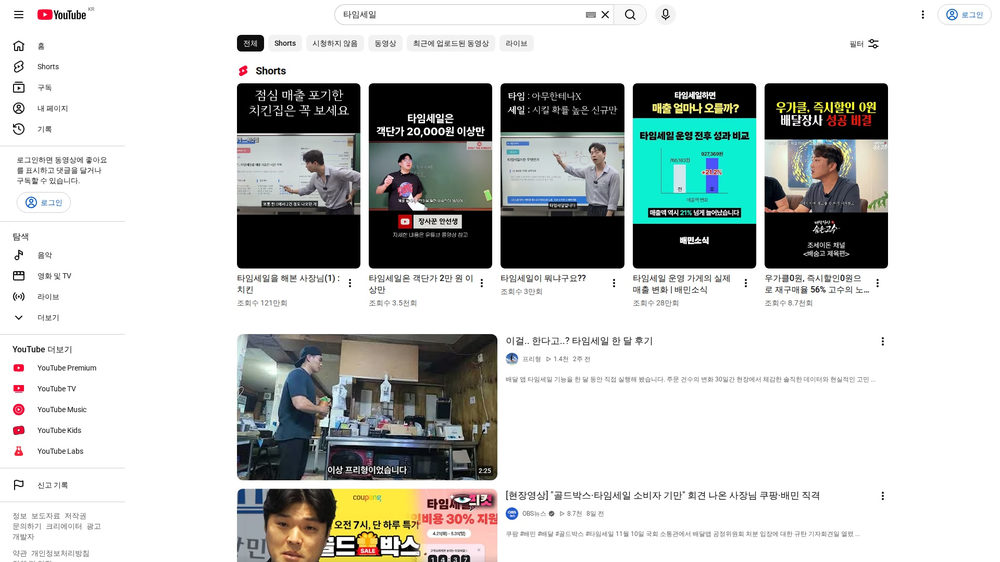 YouTube KR
타임세일
로그인
홈
Shorts
구독
내 페이지
기록
로그인하면 동영상에 좋아요
를 표시하고 댓글을 달거나
구독할 수 있습니다.
로그인
탐색
음악
영화 및 TV
라이브
더보기
YouTube 더보기
YouTube Premium
YouTube TV
YouTube Music
YouTube Kids
YouTube Labs
신고 기록
정보 보도자료 저작권
문의하기 크리에이터 광고
개발자
약관 개인정보처리방침
전체
Shorts
시청하지 않음
동영상
최근에 업로드된 동영상
라이브
필터
Shorts
점심 매출 포기한
치킨집은 꼭 보세요
타임세일을 해본 사장님(1) :
치킨
조회수 121만회
타임세일은
객단가 20,000원 이상만
장사꾼 만선생
자세한 내용은 유튜브 풀영상 참고
타임세일은 객단가 2만 원 이
상만
조회수 3.5천회
타임 : 아무한테나X
세일 : 시킬 확률 높은 신규만
타임세일입니다
타임세일이 뭐냐구요??
조회수 3만회
타임세일하면
매출 얼마나 오를까?
타임세일 운영 전후 성과 비교
927,369원
전
후
매출액 역시 21% 넘게 늘어났습니다
배민소식
타임세일 운영 가게의 실제
매출 변화 | 배민소식
조회수 28만회
우가클, 즉시할인 0원
배달장사 성공 비결
조세이돈 채널
<배숨고 제육편>
우가클0원, 즉시할인0원으
로 재구매율 56% 고수의 노...
조회수 8.7천회
이상 프리형이었습니다
2:25
이걸.. 한다고..? 타임세일 한 달 후기
프리형 1.4천 2주 전
배달 앱 타임세일 기능을 한 달 동안 직접 실행해 봤습니다. 주문 건수의 변화 30일간 현장에서 체감한 솔직한 데이터와 현실적인 고민 ...
coupang
오전 7시, 단 하루 특가
SALE
[현장영상] "골드박스·타임세일 소비자 기만" 회견 나온 사장님 쿠팡·배민 직격
OBS뉴스 8.7천 8일 전
쿠팡 #배민 #배달 #골드박스 #타임세일 11월 10일 국회 소통관에서 배달앱 공정위원회 처분 입장에 대한 규탄 기자회견일 열렸 ...